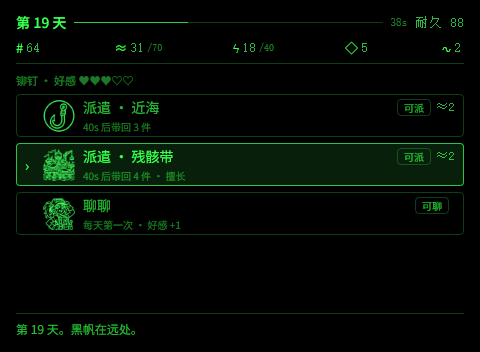 第 19 天 38s 耐久 88
# 64 ≈ 31 /70 ϟ 18 /40 ◇ 5 ∿ 2
铆钉 · 好感 ♥♥♥♡♡
派遣 · 近海 可派 ≈2
40s 后带回 3 件
› 派遣 · 残骸带 可派 ≈2
40s 后带回 4 件 · 擅长
聊聊 可聊
每天第一次 · 好感 +1
第 19 天。黑帆在远处。